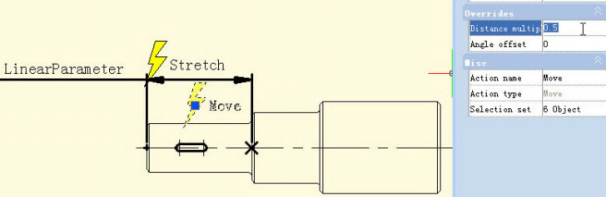 LinearParameter
Stretch
Move
Overrides
Distance multip 0.5
Angle offset 0
Misc
Action name Move
Action type Move
Selection set 6 Object